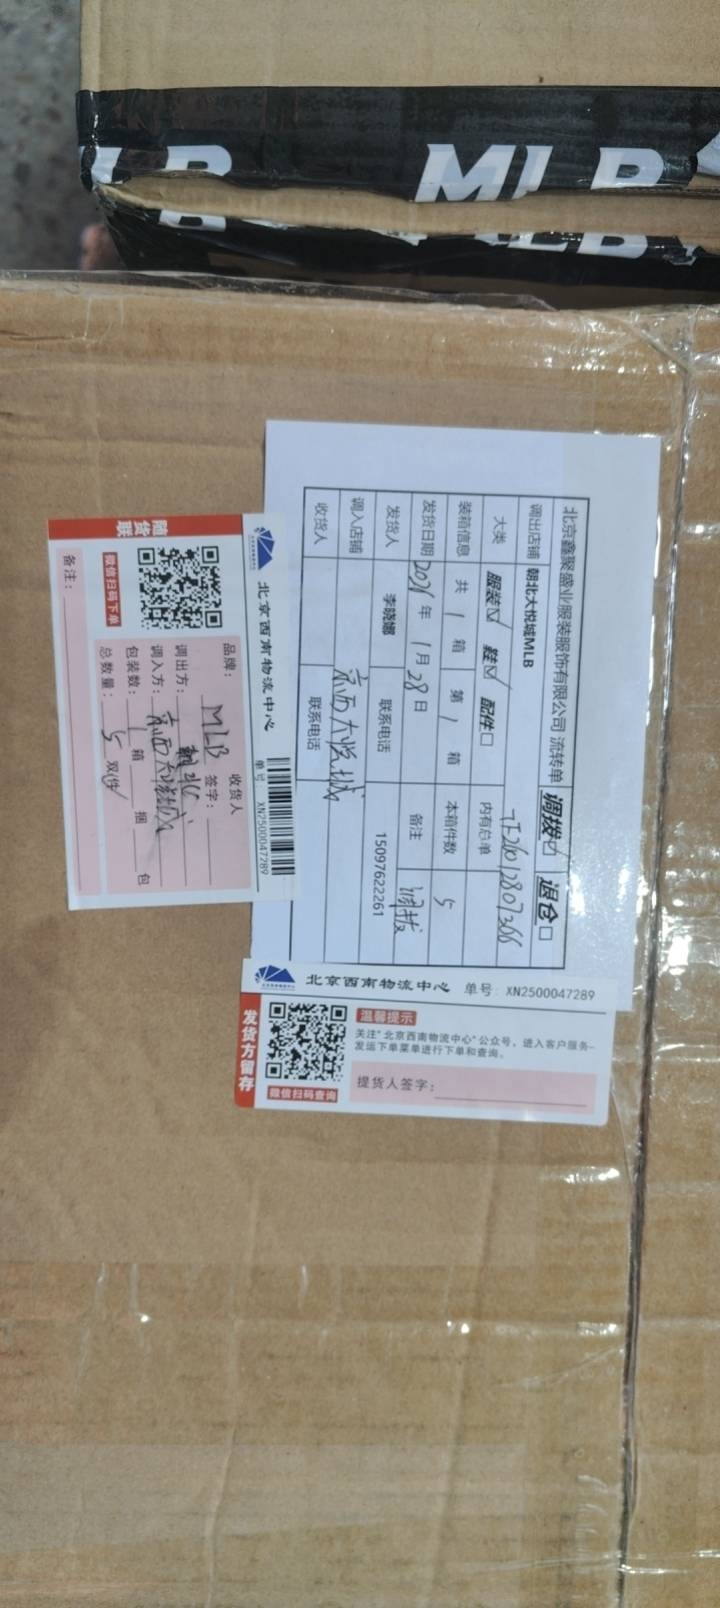 MLB
北京鑫聚盛业服装服饰有限公司 流转单 调拨☑ 退仓□
调出店铺 朝北大悦城MLB
大类 服装☑ 鞋☑ 配件□ 内有总单
装箱信息 共 1 箱 第 1 箱 本箱件数 5
发货日期 2026年 1月28日 备注 调拨
发货人 李晓娜 联系电话 15097622261
调入店铺 京西大悦城
收货人 联系电话
北京西南物流中心 单号 XN2500047289
随货联
微信扫码下单
品牌: MLB 收货人签字:
调出方: 朝北
调入方: 京西大悦城
包装数: 1 箱 捆 包
总数量: 5 双/件
备注:
北京西南物流中心 单号: XN2500047289
发货方留存
微信扫码查询
温馨提示
关注"北京西南物流中心"公众号,进入客户服务-
发运下单菜单进行下单和查询。
提货人签字: